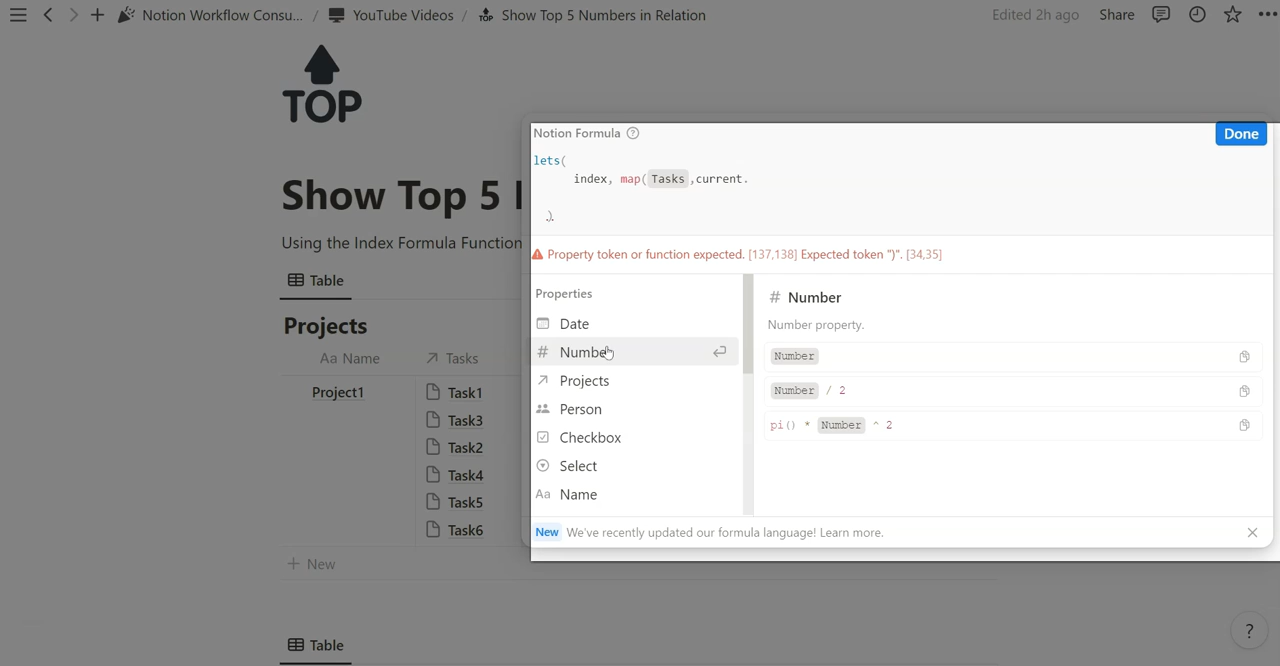 Notion Workflow Consu... / YouTube Videos / Show Top 5 Numbers in Relation
Edited 2h ago Share
TOP
TOP
Show Top 5
Using the Index Formula Function
Table
Projects
Aa Name Tasks
Project1
Task1
Task3
Task2
Task4
Task5
Task6
+ New
Table
Notion Formula ?
Done
lets(
index, map( Tasks ,current.
,).
Property token or function expected. [137,138] Expected token ")". [34,35]
Properties
Date
# Number
Projects
Person
Checkbox
Select
Aa Name
# Number
Number property.
Number
Number / 2
pi() * Number ^ 2
New We've recently updated our formula language! Learn more.
?